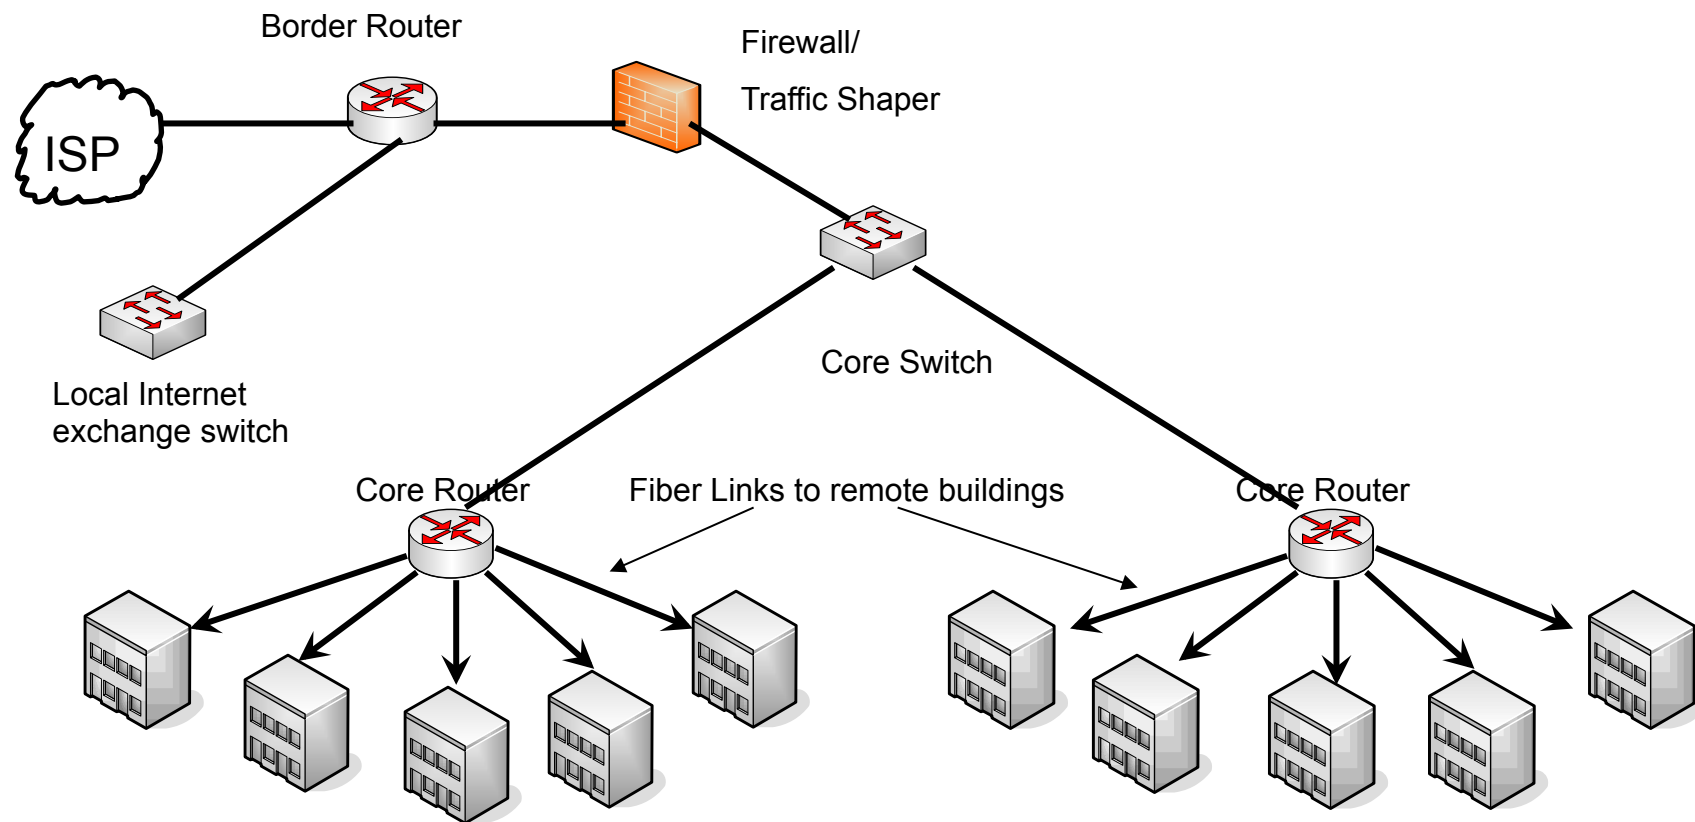 Border Router
Firewall/
Traffic Shaper
ISP
Core Switch
Local Internet
exchange switch
Core Router
Fiber Links to remote buildings
Core Router